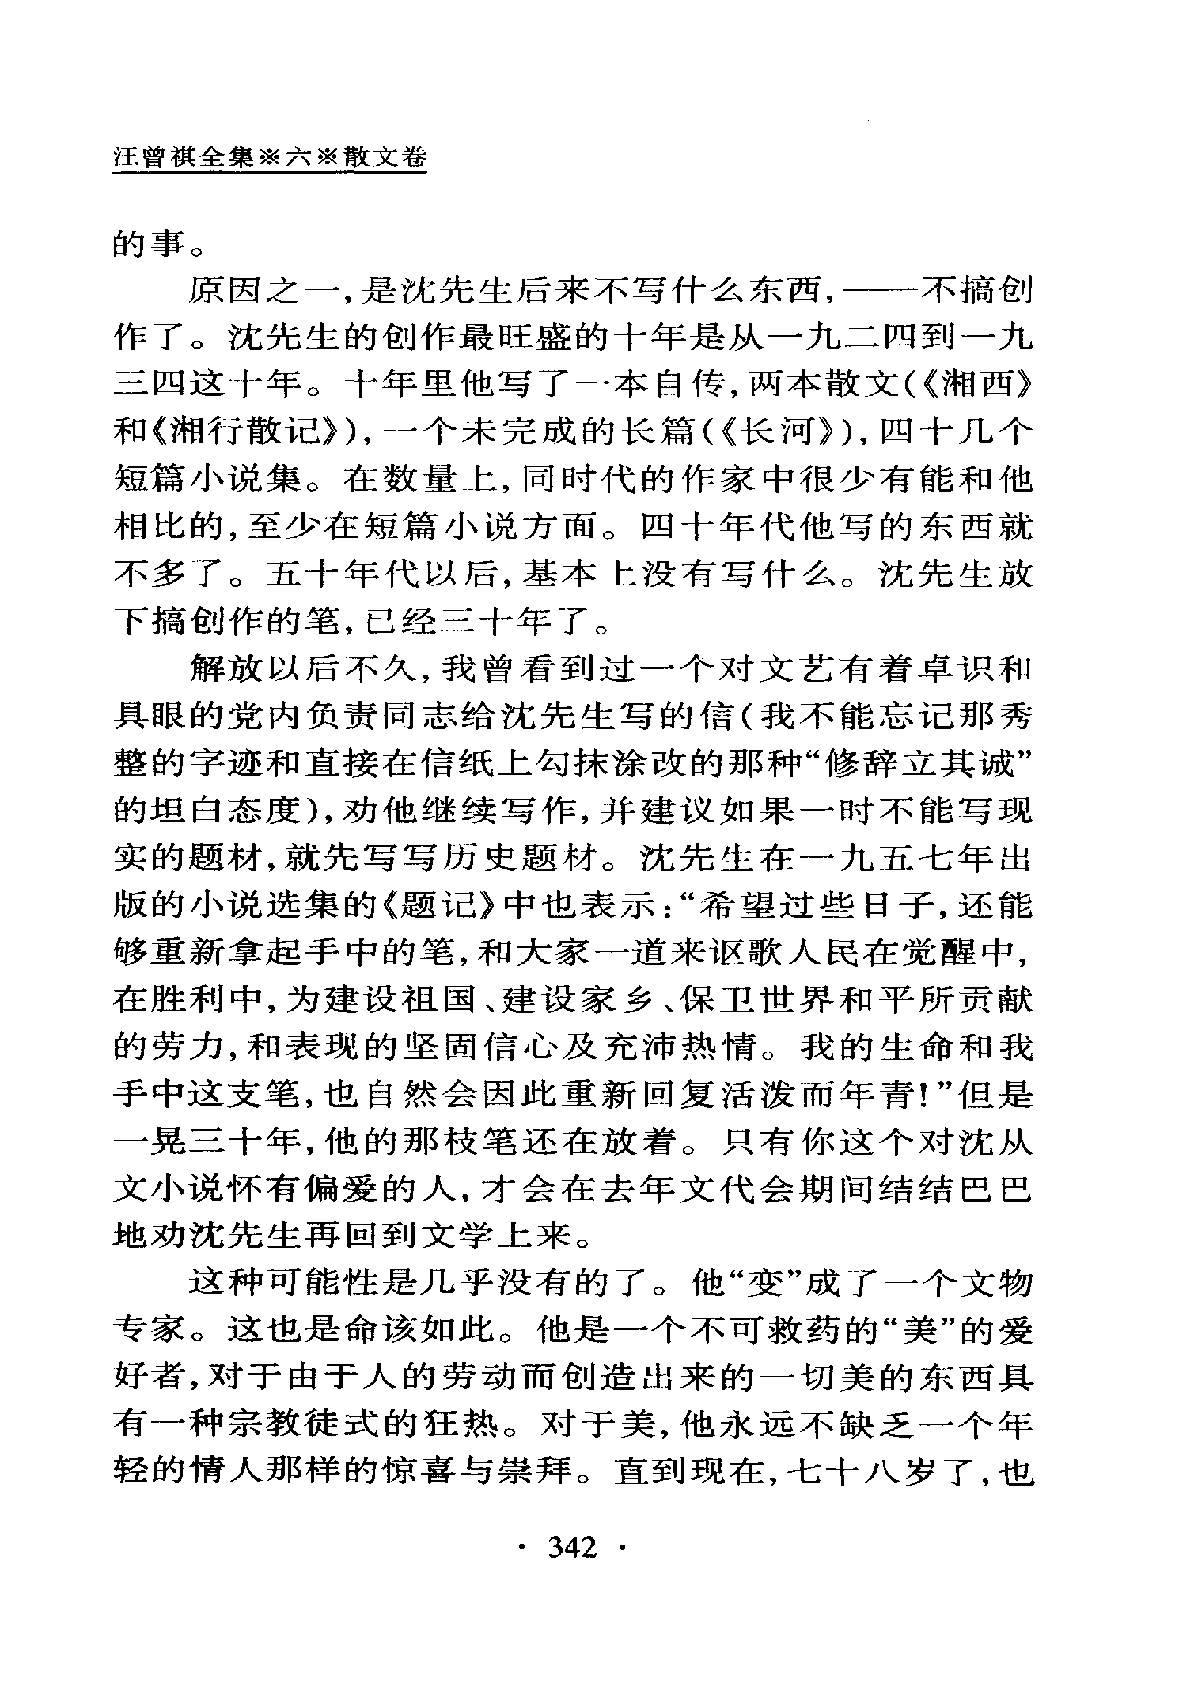 汪曾祺全集※六※散文卷
的事。
原因之一,是沈先生后来不写什么东西,——不搞创
作了。沈先生的创作最旺盛的十年是从一九二四到一九
三四这十年。十年里他写了一本自传,两本散文(《湘西》
和《湘行散记》),一个未完成的长篇(《长河》),四十几个
短篇小说集。在数量上,同时代的作家中很少有能和他
相比的,至少在短篇小说方面。四十年代他写的东西就
不多了。五十年代以后,基本上没有写什么。沈先生放
下搞创作的笔,已经三十年了。
解放以后不久,我曾看到过一个对文艺有着卓识和
具眼的党内负责同志给沈先生写的信(我不能忘记那秀
整的字迹和直接在信纸上勾抹涂改的那种“修辞立其诚”
的坦白态度),劝他继续写作,并建议如果一时不能写现
实的题材,就先写写历史题材。沈先生在一九五七年出
版的小说选集的《题记》中也表示:“希望过些日子,还能
够重新拿起手中的笔,和大家一道来讴歌人民在觉醒中,
在胜利中,为建设祖国、建设家乡、保卫世界和平所贡献
的劳力,和表现的坚固信心及充沛热情。我的生命和我
手中这支笔,也自然会因此重新回复活泼而年青!”但是
一晃三十年,他的那枝笔还在放着。只有你这个对沈从
文小说怀有偏爱的人,才会在去年文代会期间结结巴巴
地劝沈先生再回到文学上来。
这种可能性是几乎没有的了。他“变”成了一个文物
专家。这也是命该如此。他是一个不可救药的“美”的爱
好者,对于由于人的劳动而创造出来的一切美的东西具
有一种宗教徒式的狂热。对于美,他永远不缺乏一个年
轻的情人那样的惊喜与崇拜。直到现在,七十八岁了,也
· 342 ·